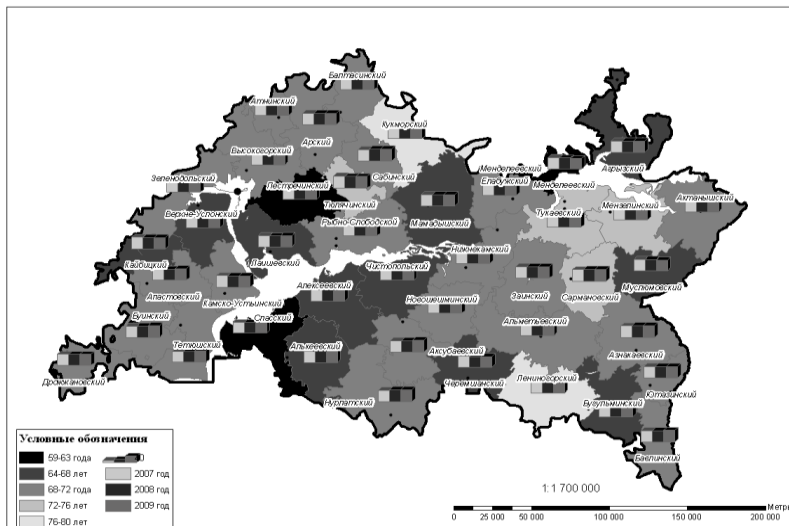 Балтасинский
Атнинский
Кукморский
Арский
Высокогорский
Менделеевский
Агрызский
Зеленодольский
Сабинский
Елабужский
Пестречинский
Менделеевский
Актанышский
Тюлячинский
Мензелинский
Верхне-Услонский
Рыбно-Слободской
Мамадышский
Тукаевский
Нижнекамский
Лаишевский
Кайбицкий
Чистопольский
Муслюмовский
Апастовский
Алексеевский
Заинский
Сармановский
Камско-Устьинский
Новошешминский
Буинский
Спасский
Альметьевский
Тетюшский
Алькеевский
Аксубаевский
Азнакаевский
Дрожжановский
Черемшанский
Лениногорский
Ютазинский
Нурлатский
Бугульминский
Бавлинский
Условные обозначения
59-63 года
64-68 лет 2007 год
68-72 года 2008 год
72-76 лет 2009 год
76-80 лет
1:1 700 000
Метры
0 25 000 50 000 100 000 150 000 200 000